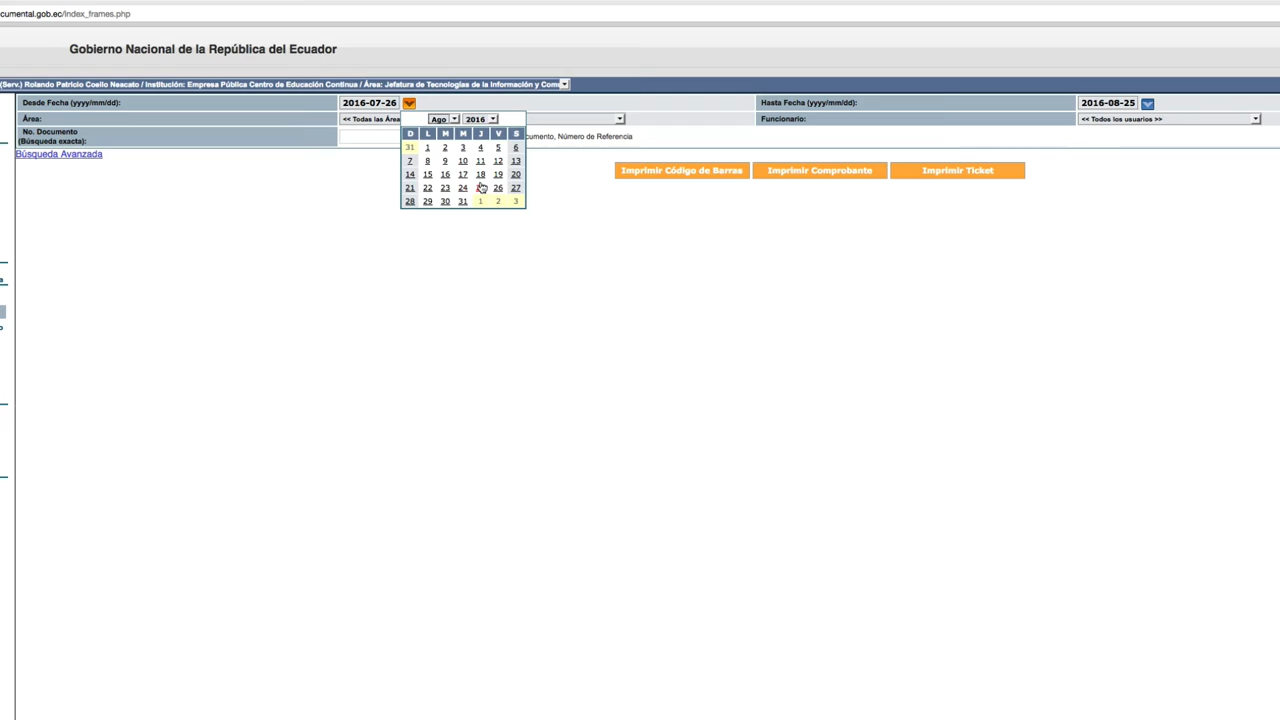 cumental.gob.ec/index_frames.php
Gobierno Nacional de la República del Ecuador
(Serv.) Rolando Patricio Coello Neacato / Institución: Empresa Pública Centro de Educación Continua / Área: Jefatura de Tecnologías de la Información y Com
Desde Fecha (yyyy/mm/dd): 2016-07-26 Hasta Fecha (yyyy/mm/dd): 2016-08-25
Área: << Todas las Área Ago 2016 Funcionario: << Todos los usuarios >>
No. Documento
(Búsqueda exacta): cumento, Número de Referencia
Búsqueda Avanzada
D L M M J V S
31 1 2 3 4 5 6
7 8 9 10 11 12 13
14 15 16 17 18 19 20
21 22 23 24 26 27
28 29 30 31 1 2 3
Imprimir Código de Barras Imprimir Comprobante Imprimir Ticket